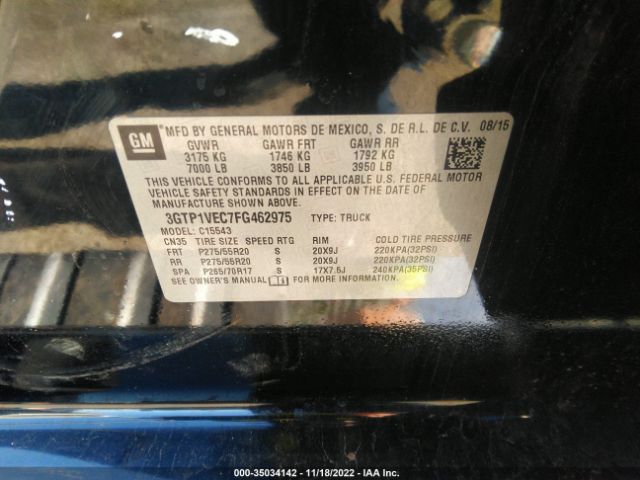 GM
MFD BY GENERAL MOTORS DE MEXICO, S. DE R.L. DE C.V. 08/15
GVWR GAWR FRT GAWR RR
3175 KG 1746 KG 1792 KG
7000 LB 3850 LB 3950 LB
THIS VEHICLE CONFORMS TO ALL APPLICABLE U.S. FEDERAL MOTOR
VEHICLE SAFETY STANDARDS IN EFFECT ON THE DATE OF
MANUFACTURE SHOWN ABOVE.
3GTP1VEC7FG462975 TYPE: TRUCK
MODEL: C15543
CN35 TIRE SIZE SPEED RTG RIM COLD TIRE PRESSURE
FRT P275/55R20 S 20X9J 220KPA(32PSI)
RR P275/55R20 S 20X9J 220KPA(32PSI)
SPA P265/70R17 S 17X7.5J 240KPA(35PSI)
SEE OWNER'S MANUAL FOR MORE INFORMATION.
000-35034142 - 11/18/2022 - IAA Inc.